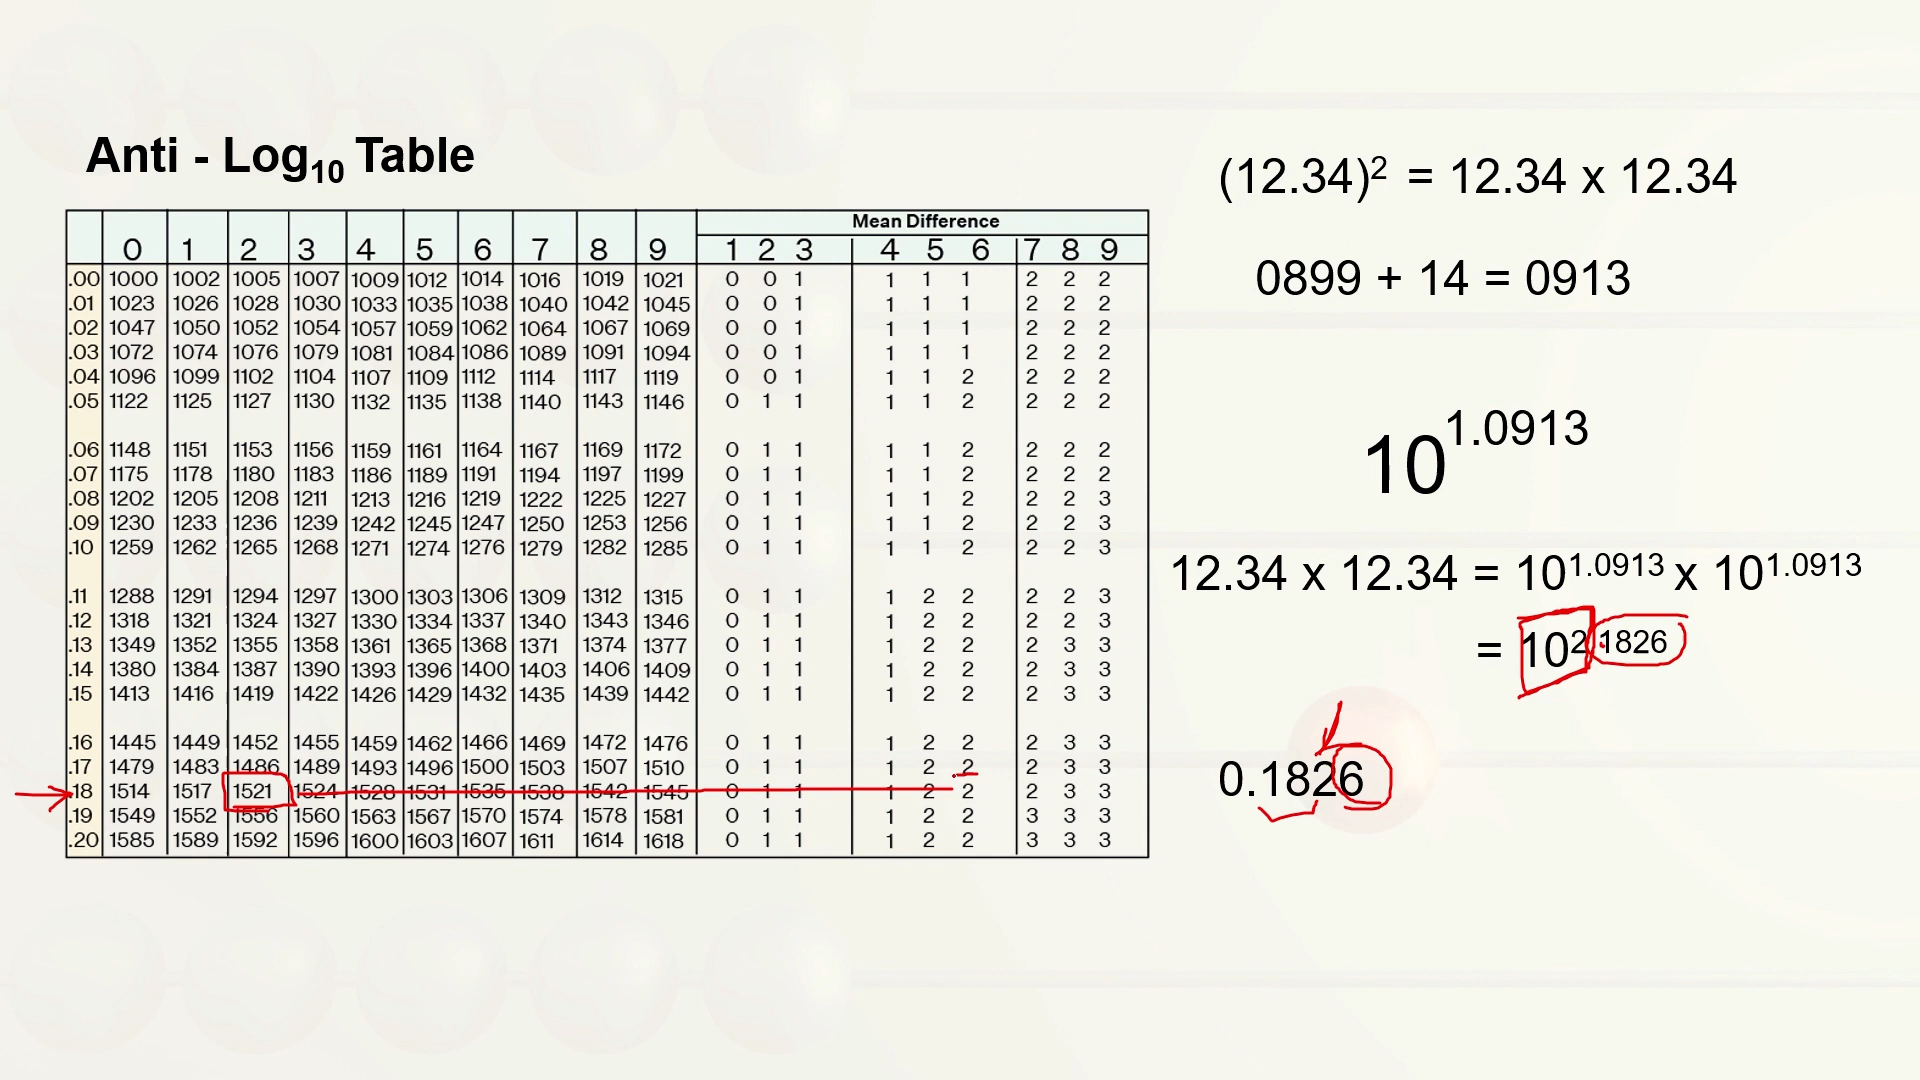 Anti - Log10 Table
(12.34)2 = 12.34 x 12.34
0899 + 14 = 0913
10^1.0913
12.34 x 12.34 = 10^1.0913 x 10^1.0913
= 10^2.1826
0.1826
Mean Difference
0 1 2 3 4 5 6 7 8 9 1 2 3 4 5 6 7 8 9
.00 1000 1002 1005 1007 1009 1012 1014 1016 1019 1021 0 0 1 1 1 1 2 2 2
.01 1023 1026 1028 1030 1033 1035 1038 1040 1042 1045 0 0 1 1 1 1 2 2 2
.02 1047 1050 1052 1054 1057 1059 1062 1064 1067 1069 0 0 1 1 1 1 2 2 2
.03 1072 1074 1076 1079 1081 1084 1086 1089 1091 1094 0 0 1 1 1 1 2 2 2
.04 1096 1099 1102 1104 1107 1109 1112 1114 1117 1119 0 0 1 1 1 2 2 2 2
.05 1122 1125 1127 1130 1132 1135 1138 1140 1143 1146 0 1 1 1 1 2 2 2 2
.06 1148 1151 1153 1156 1159 1161 1164 1167 1169 1172 0 1 1 1 1 2 2 2 2
.07 1175 1178 1180 1183 1186 1189 1191 1194 1197 1199 0 1 1 1 1 2 2 2 2
.08 1202 1205 1208 1211 1213 1216 1219 1222 1225 1227 0 1 1 1 1 2 2 2 3
.09 1230 1233 1236 1239 1242 1245 1247 1250 1253 1256 0 1 1 1 1 2 2 2 3
.10 1259 1262 1265 1268 1271 1274 1276 1279 1282 1285 0 1 1 1 1 2 2 2 3
.11 1288 1291 1294 1297 1300 1303 1306 1309 1312 1315 0 1 1 1 2 2 2 2 3
.12 1318 1321 1324 1327 1330 1334 1337 1340 1343 1346 0 1 1 1 2 2 2 2 3
.13 1349 1352 1355 1358 1361 1365 1368 1371 1374 1377 0 1 1 1 2 2 2 3 3
.14 1380 1384 1387 1390 1393 1396 1400 1403 1406 1409 0 1 1 1 2 2 2 3 3
.15 1413 1416 1419 1422 1426 1429 1432 1435 1439 1442 0 1 1 1 2 2 2 3 3
.16 1445 1449 1452 1455 1459 1462 1466 1469 1472 1476 0 1 1 1 2 2 2 3 3
.17 1479 1483 1486 1489 1493 1496 1500 1503 1507 1510 0 1 1 1 2 2 2 3 3
.18 1514 1517 1521 1524 1528 1531 1535 1538 1542 1545 0 1 1 1 2 2 2 3 3
.19 1549 1552 1556 1560 1563 1567 1570 1574 1578 1581 0 1 1 1 2 2 3 3 3
.20 1585 1589 1592 1596 1600 1603 1607 1611 1614 1618 0 1 1 1 2 2 3 3 3